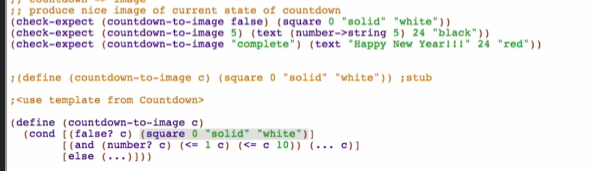 ;; countdown -> image
;; produce nice image of current state of countdown
(check-expect (countdown-to-image false) (square 0 "solid" "white"))
(check-expect (countdown-to-image 5) (text (number->string 5) 24 "black"))
(check-expect (countdown-to-image "complete") (text "Happy New Year!!!" 24 "red"))
;(define (countdown-to-image c) (square 0 "solid" "white")) ;stub
;<use template from Countdown>
(define (countdown-to-image c)
(cond [(false? c) (square 0 "solid" "white")]
[(and (number? c) (<= 1 c) (<= c 10)) (... c)]
[else (...)]))